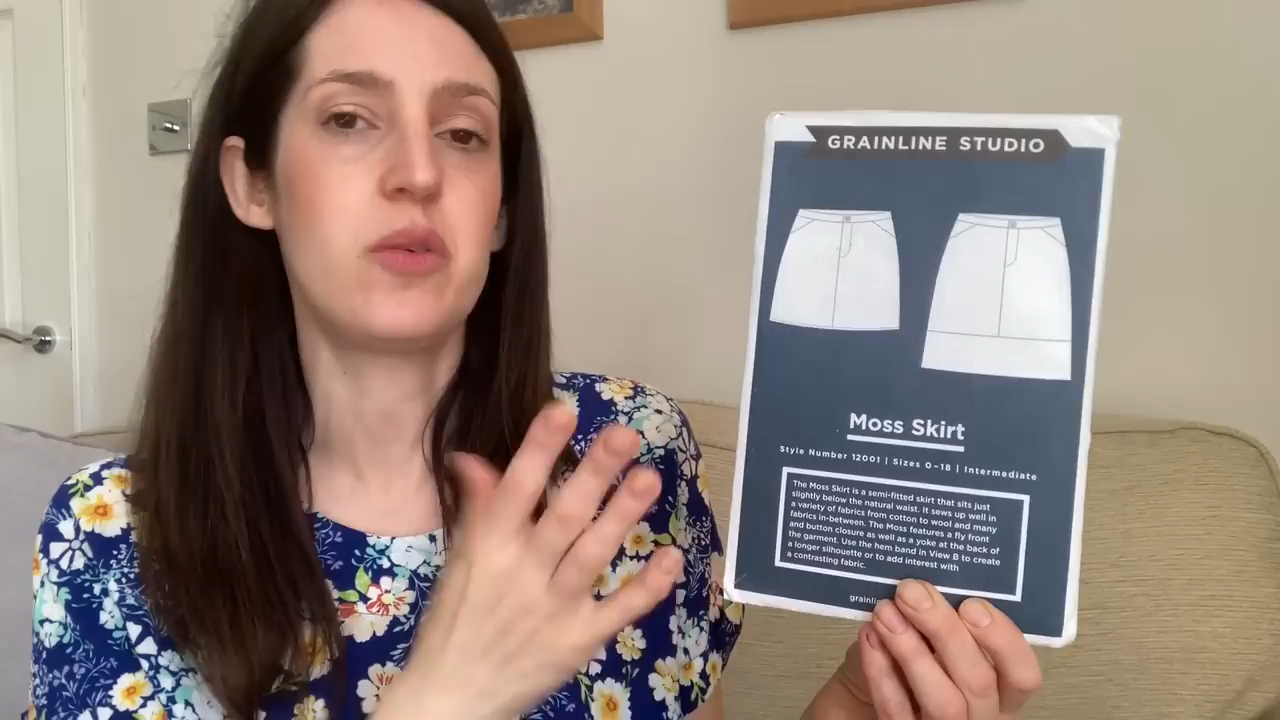 GRAINLINE STUDIO
Moss Skirt
Style Number 12001 | Sizes 0-18 | Intermediate
The Moss Skirt is a semi-fitted skirt that sits just
slightly below the natural waist. It sews up well in
a variety of fabrics from cotton to wool and many
fabrics in-between. The Moss features a fly front
and button closure as well as a yoke at the back of
the garment. Use the hem band in View B to create
a longer silhouette or to add interest with
a contrasting fabric.